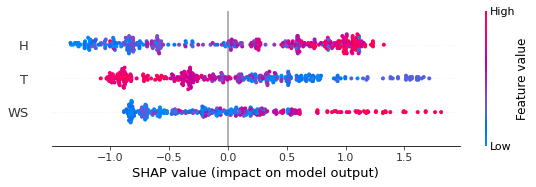 High
H
T
WS
Feature value
Low
−1.0 −0.5 0.0 0.5 1.0 1.5
SHAP value (impact on model output)